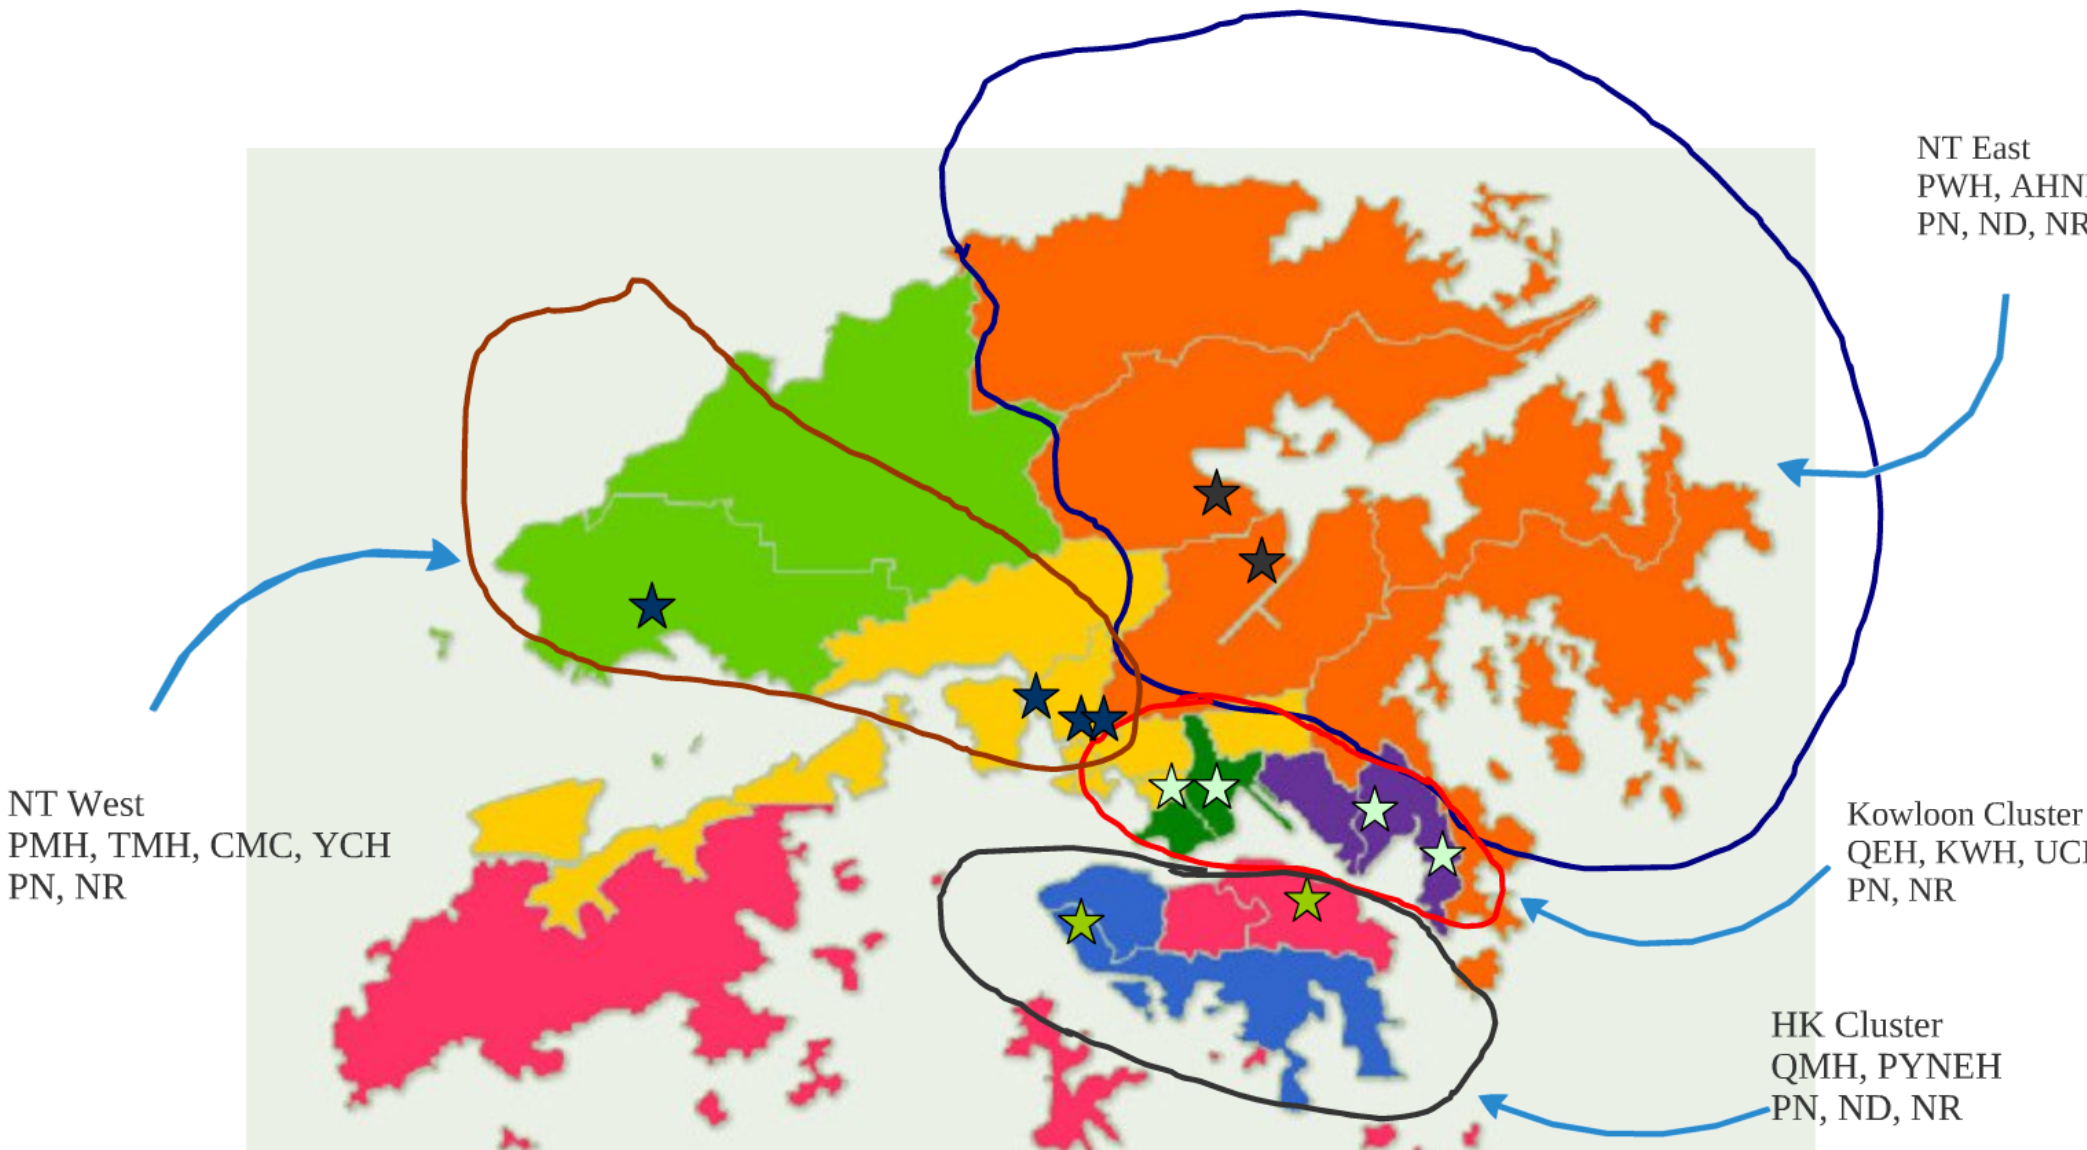 NT East
PWH, AHN
PN, ND, NR
NT West
PMH, TMH, CMC, YCH
PN, NR
Kowloon Cluster
QEH, KWH, UC
PN, NR
HK Cluster
QMH, PYNEH
PN, ND, NR